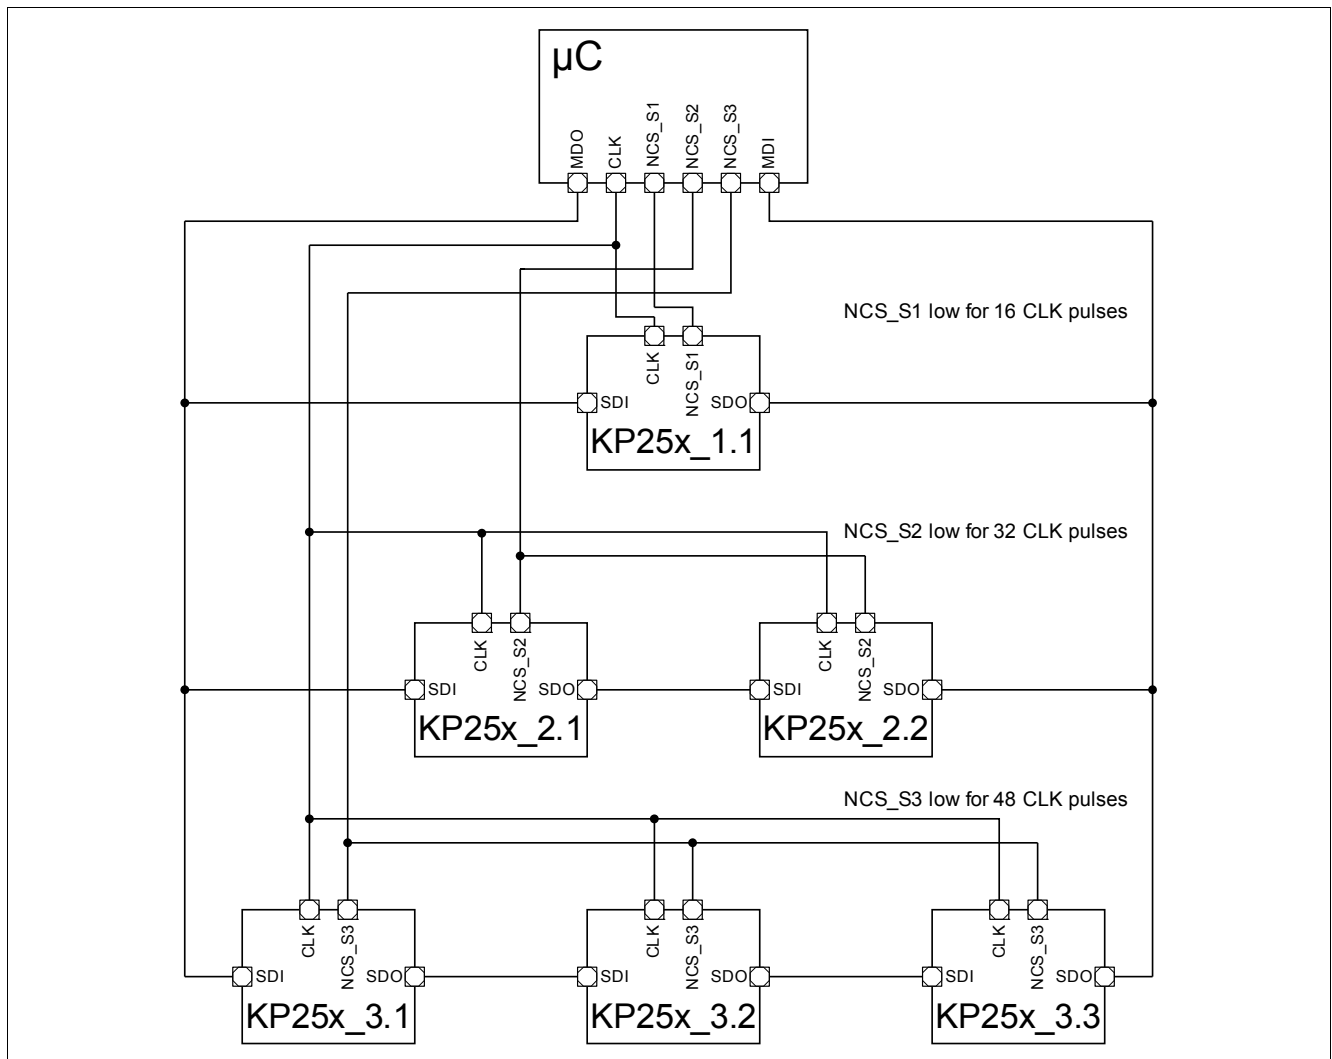 µC
MDO
CLK
NCS_S1
NCS_S2
NCS_S3
MDI
NCS_S1 low for 16 CLK pulses
CLK
NCS_S1
SDI
SDO
KP25x_1.1
NCS_S2 low for 32 CLK pulses
CLK
NCS_S2
CLK
NCS_S2
SDI
SDO
SDI
SDO
KP25x_2.1
KP25x_2.2
NCS_S3 low for 48 CLK pulses
CLK
NCS_S3
CLK
NCS_S3
CLK
NCS_S3
SDI
SDO
SDI
SDO
SDI
SDO
KP25x_3.1
KP25x_3.2
KP25x_3.3